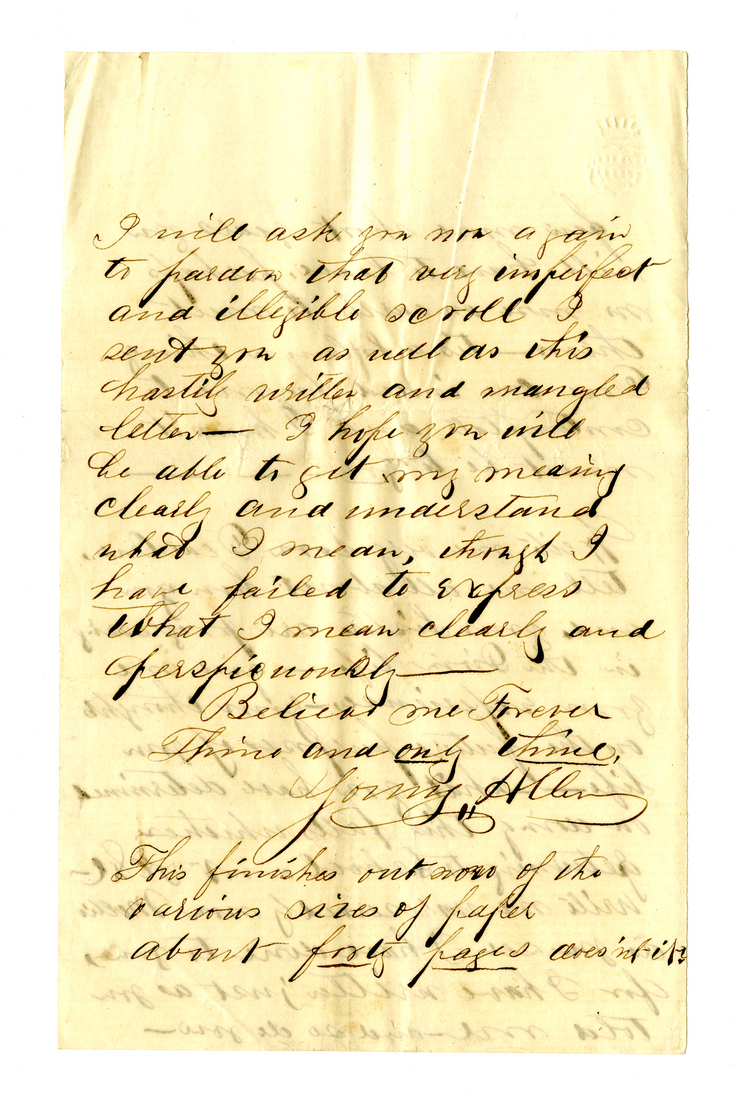 I will ask you now again
to pardon that very imperfect
and illegible scroll I
sent you as well as this
hastily written and mangled
letter— I hope you will
be able to get my meaning
clearly and understand
what I mean, though I
have failed to express
what I mean clearly and
perspicuously—
Believe me Forever
Thine and only thine,
Young Allen
This finishes out now of the
various sizes of paper
about forty pages does'nt it?